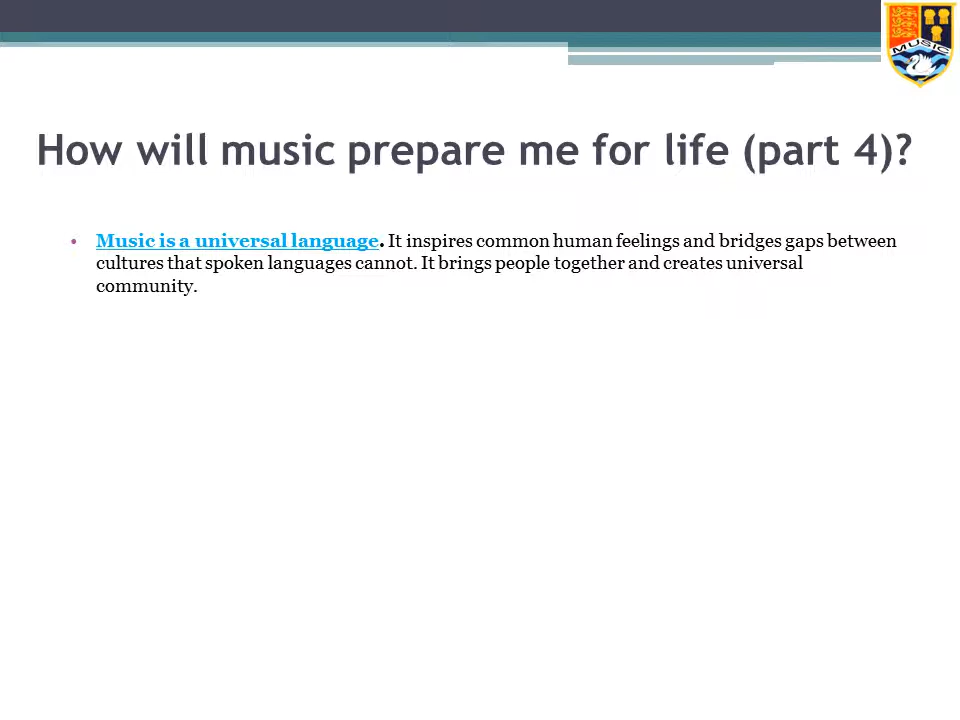 MUSIC
How will music prepare me for life (part 4)?
• Music is a universal language. It inspires common human feelings and bridges gaps between
cultures that spoken languages cannot. It brings people together and creates universal
community.